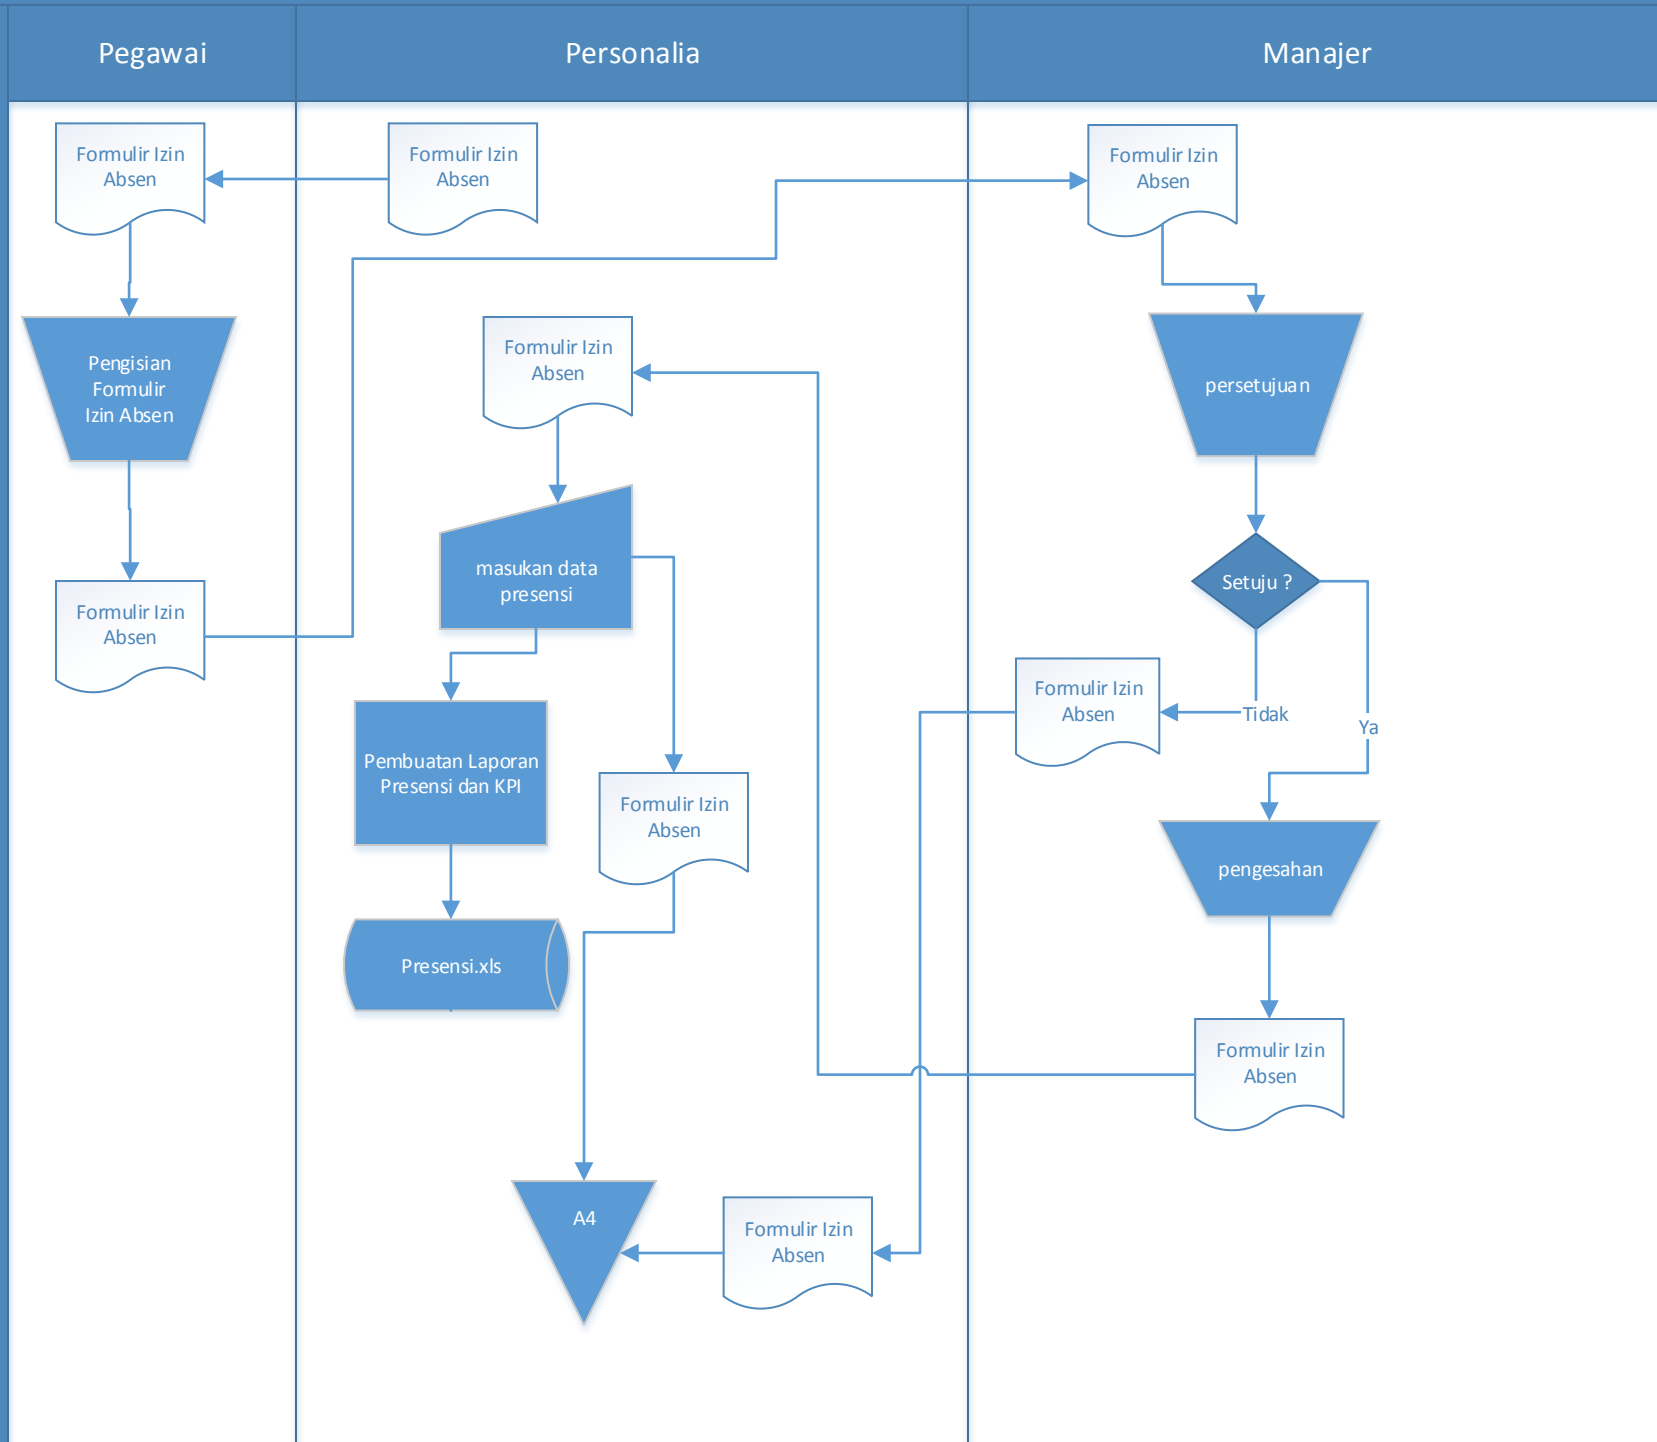 Pegawai
Personalia
Manajer
Formulir Izin
Absen
Formulir Izin
Absen
Formulir Izin
Absen
Pengisian
Formulir
Izin Absen
Formulir Izin
Absen
persetujuan
masukan data
presensi
Setuju ?
Formulir Izin
Absen
Formulir Izin
Absen
Tidak
Ya
Pembuatan Laporan
Presensi dan KPI
Formulir Izin
Absen
pengesahan
Presensi.xls
Formulir Izin
Absen
A4
Formulir Izin
Absen